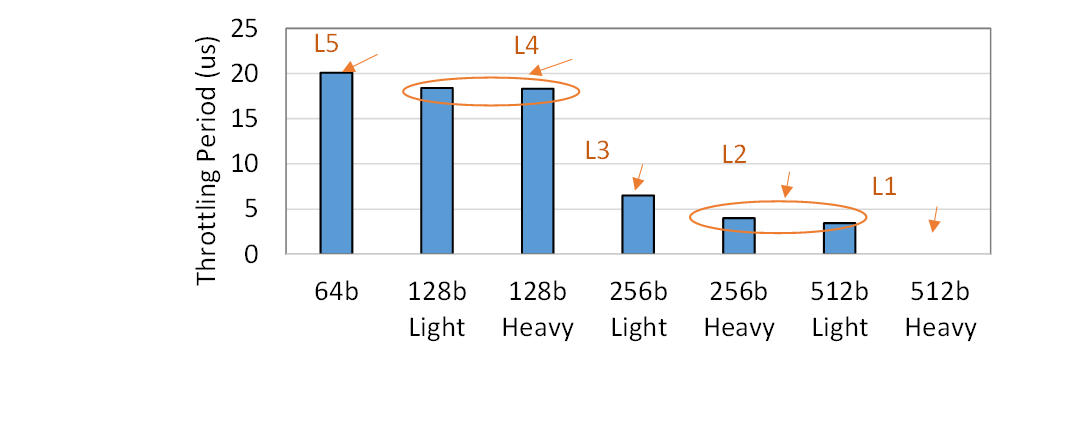 Throttling Period (us)
25
20
15
10
5
0
L5
L4
L3
L2
L1
64b
128b
Light
128b
Heavy
256b
Light
256b
Heavy
512b
Light
512b
Heavy